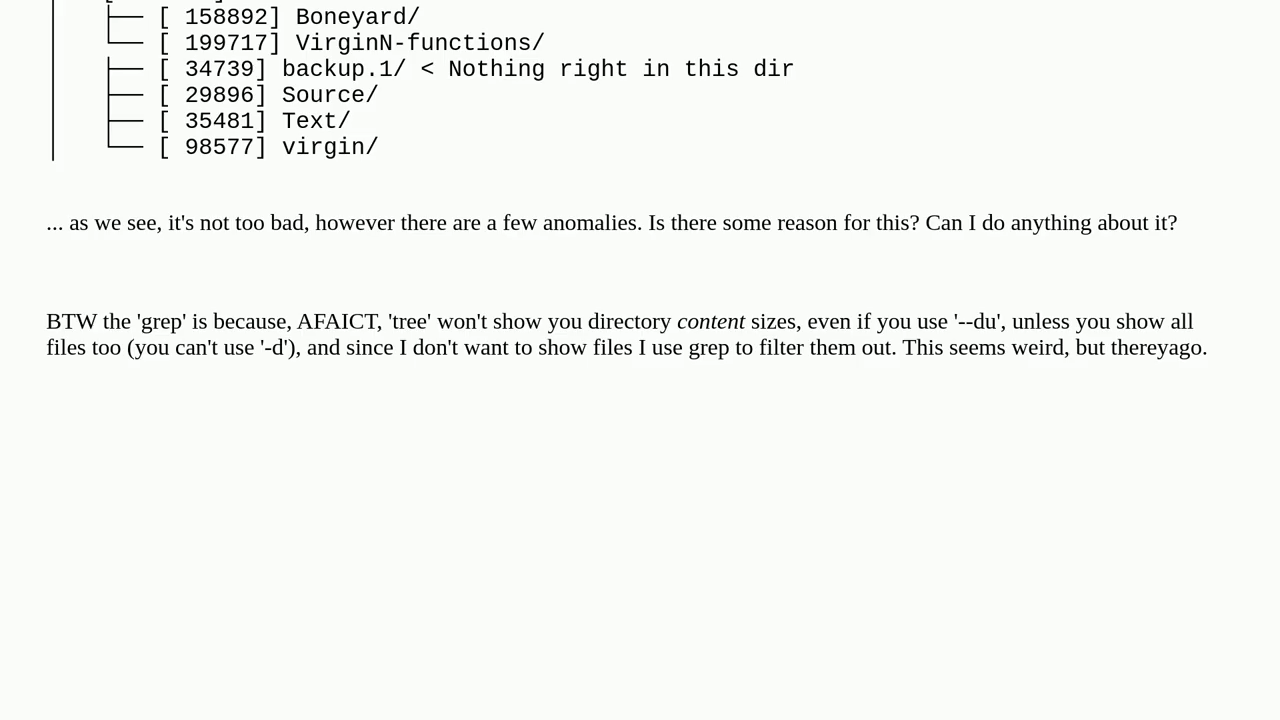 ├── [ 158892] Boneyard/
└── [ 199717] VirginN-functions/
├── [ 34739] backup.1/ < Nothing right in this dir
├── [ 29896] Source/
├── [ 35481] Text/
└── [ 98577] virgin/
... as we see, it's not too bad, however there are a few anomalies. Is there some reason for this? Can I do anything about it?
BTW the 'grep' is because, AFAICT, 'tree' won't show you directory content sizes, even if you use '--du', unless you show all
files too (you can't use '-d'), and since I don't want to show files I use grep to filter them out. This seems weird, but thereyago.